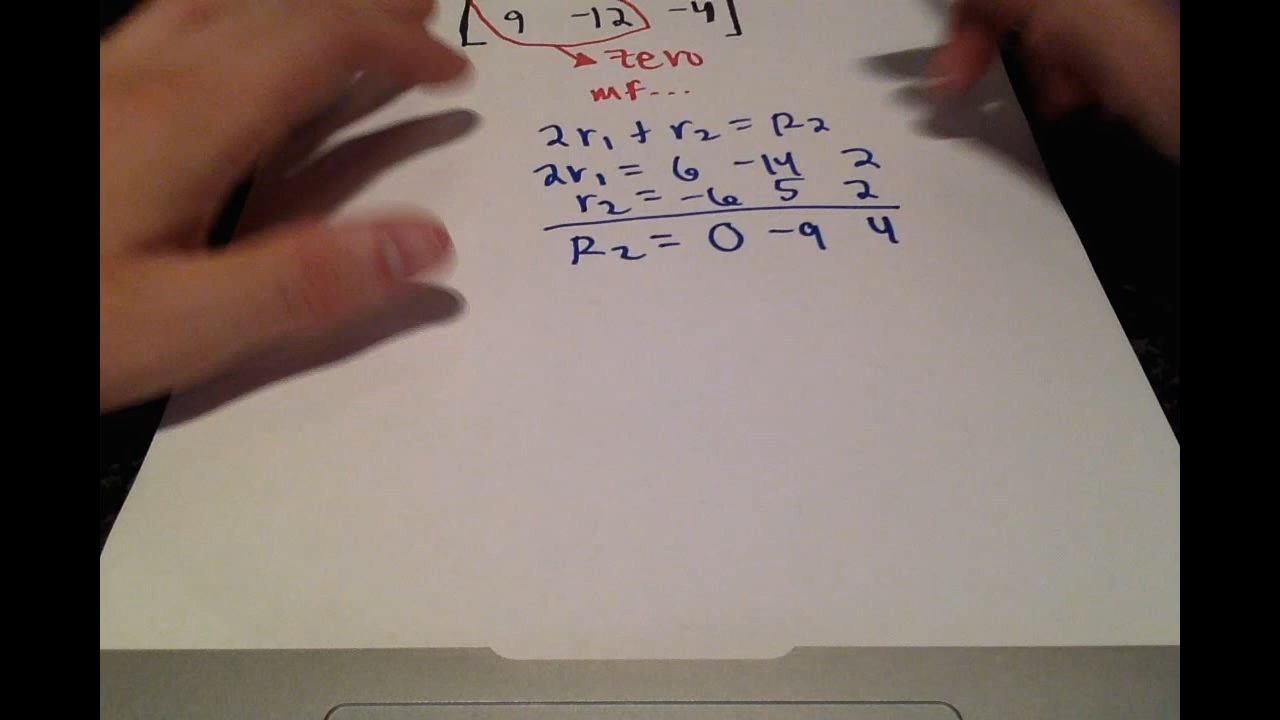 [ 9 -12 -4 ]
zero
mf...
2r₁ + r₂ = R₂
2r₁ = 6 -14 2
r₂ = -6 5 2
R₂ = 0 -9 4